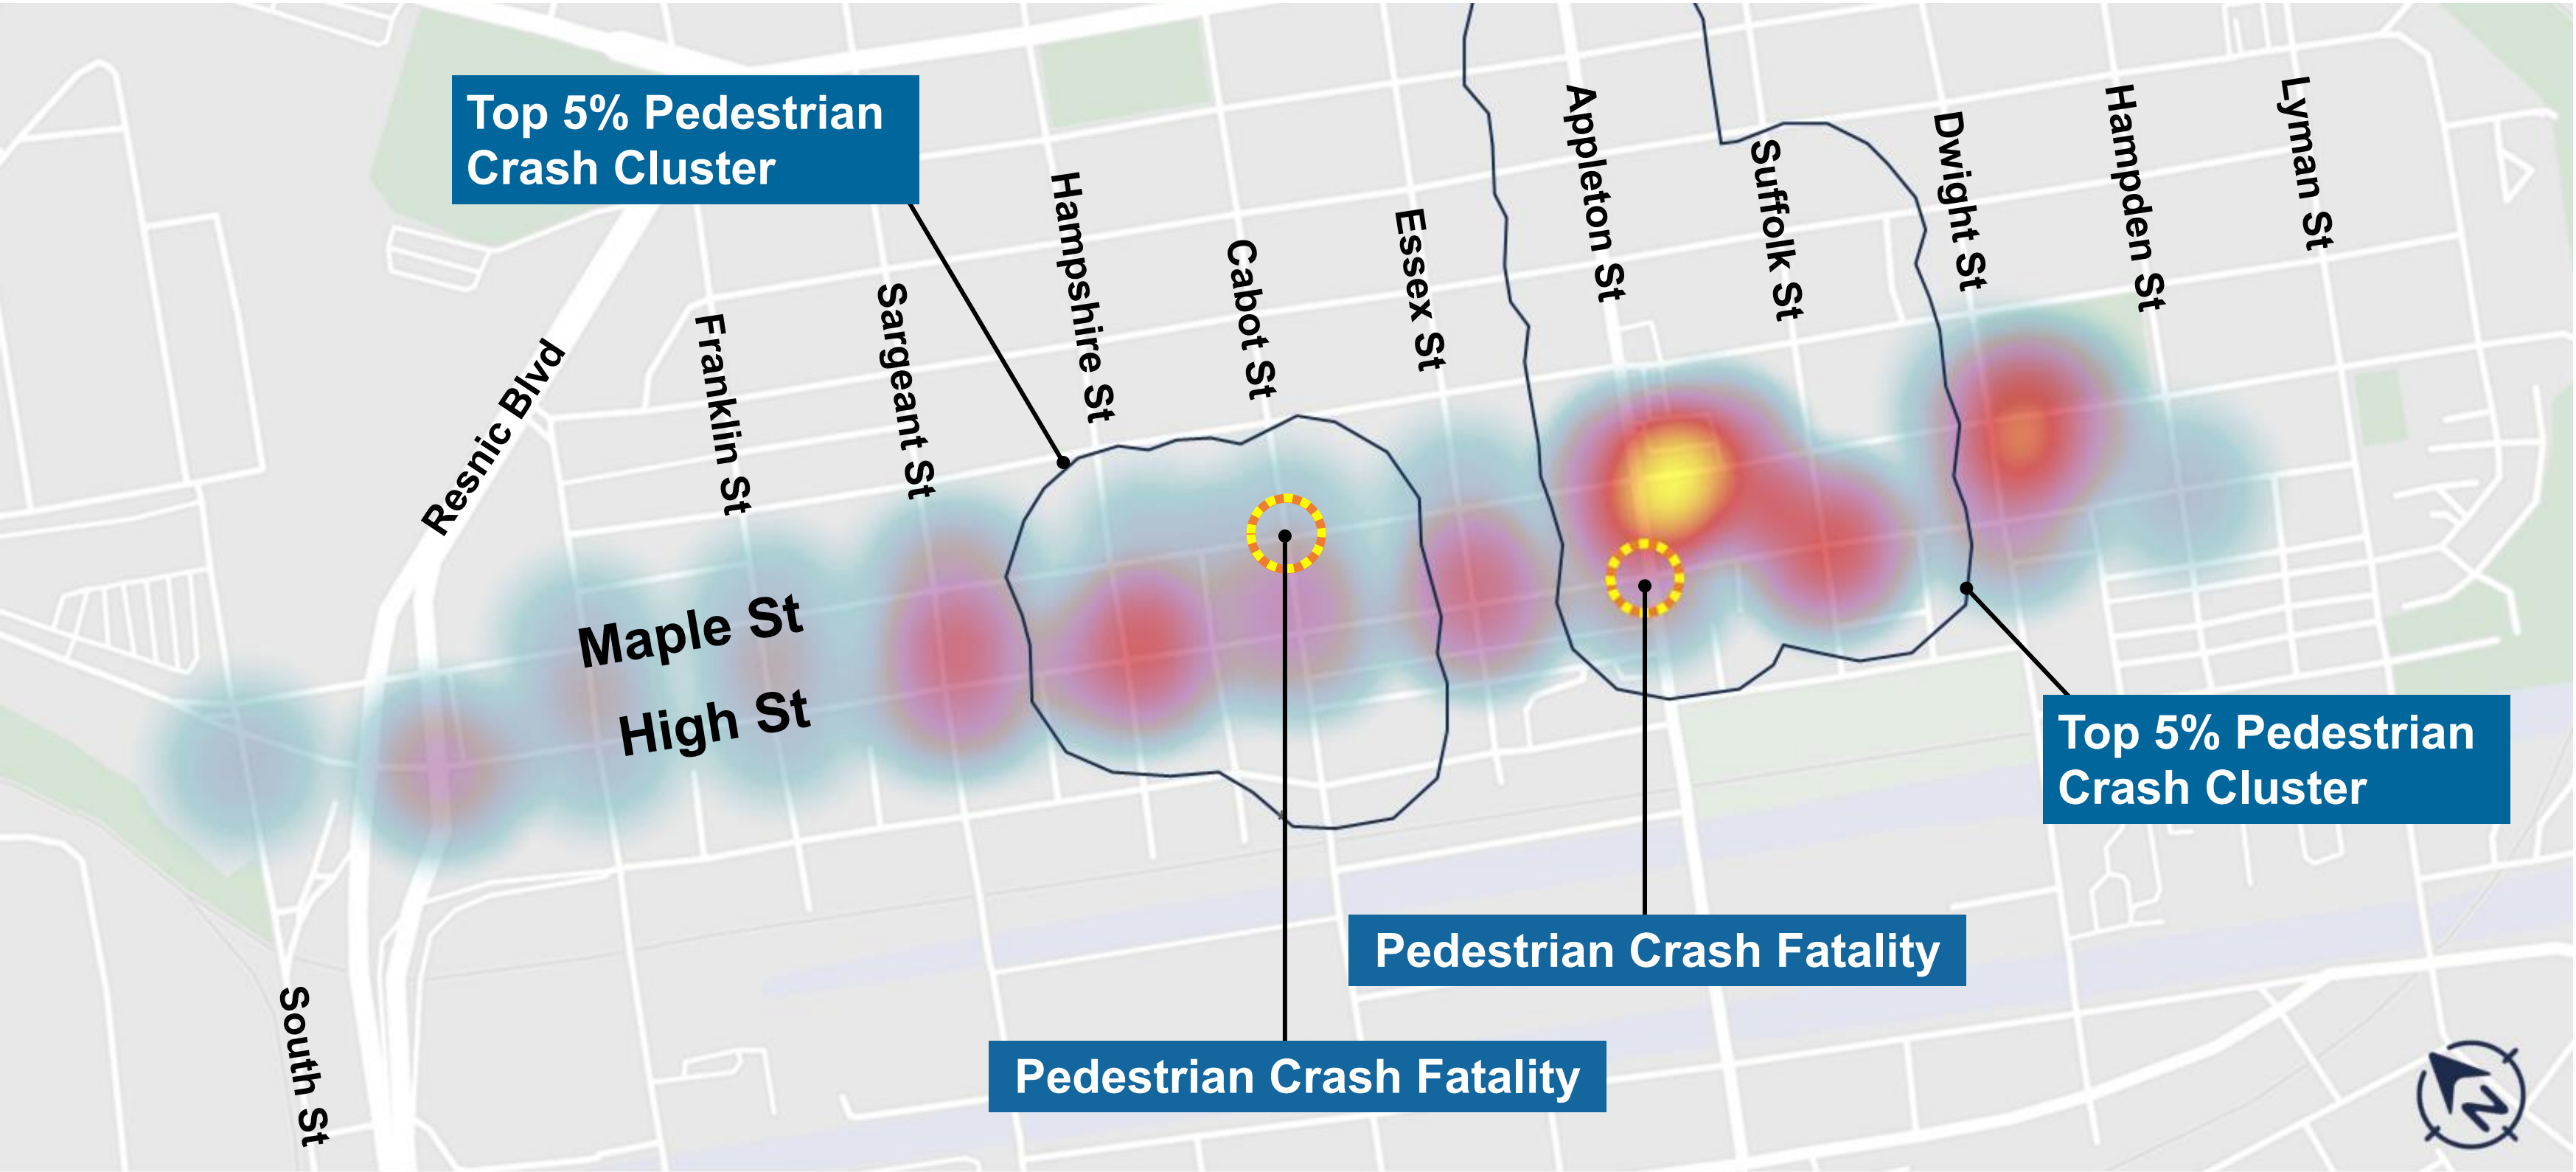 Top 5% Pedestrian
Crash Cluster
Resnic Blvd
Franklin St
Sargeant St
Hampshire St
Cabot St
Essex St
Appleton St
Suffolk St
Dwight St
Hampden St
Lyman St
Maple St
High St
South St
Top 5% Pedestrian
Crash Cluster
Pedestrian Crash Fatality
Pedestrian Crash Fatality
N